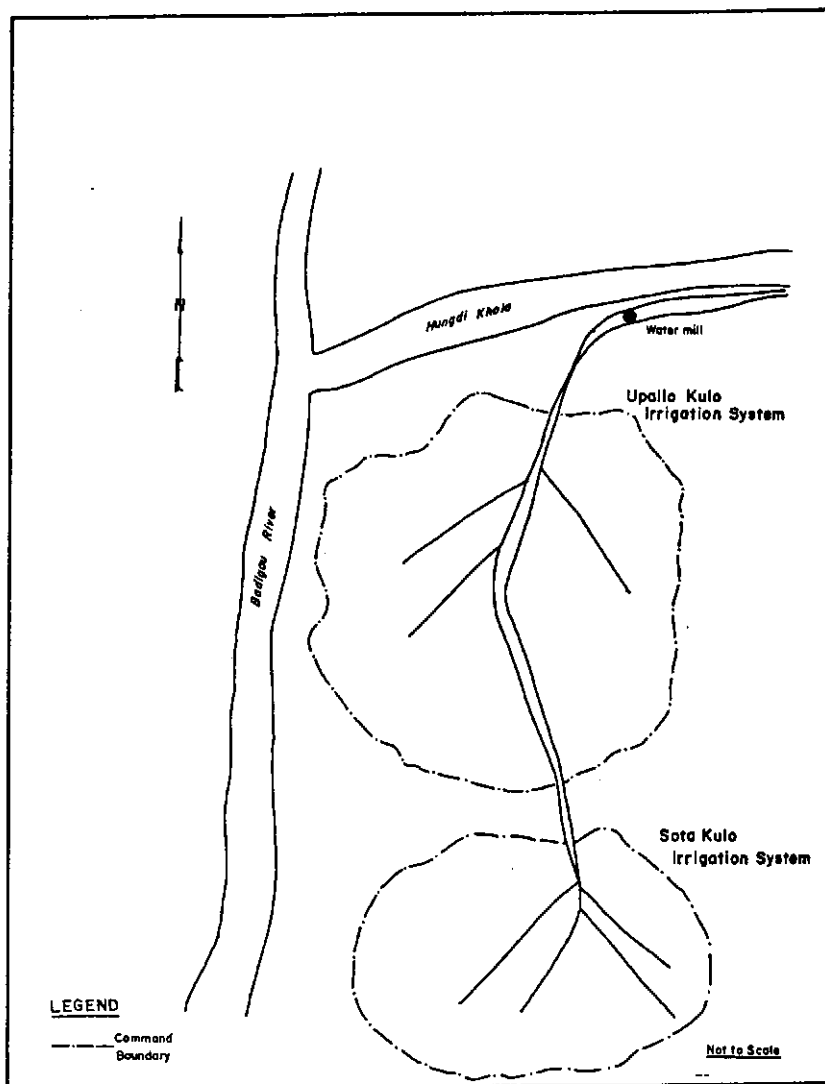 Hungdi Khola
Water mill
Upallo Kulo
Irrigation System
Badigou River
Sota Kulo
Irrigation System
LEGEND
Command
Boundary
Not to Scale